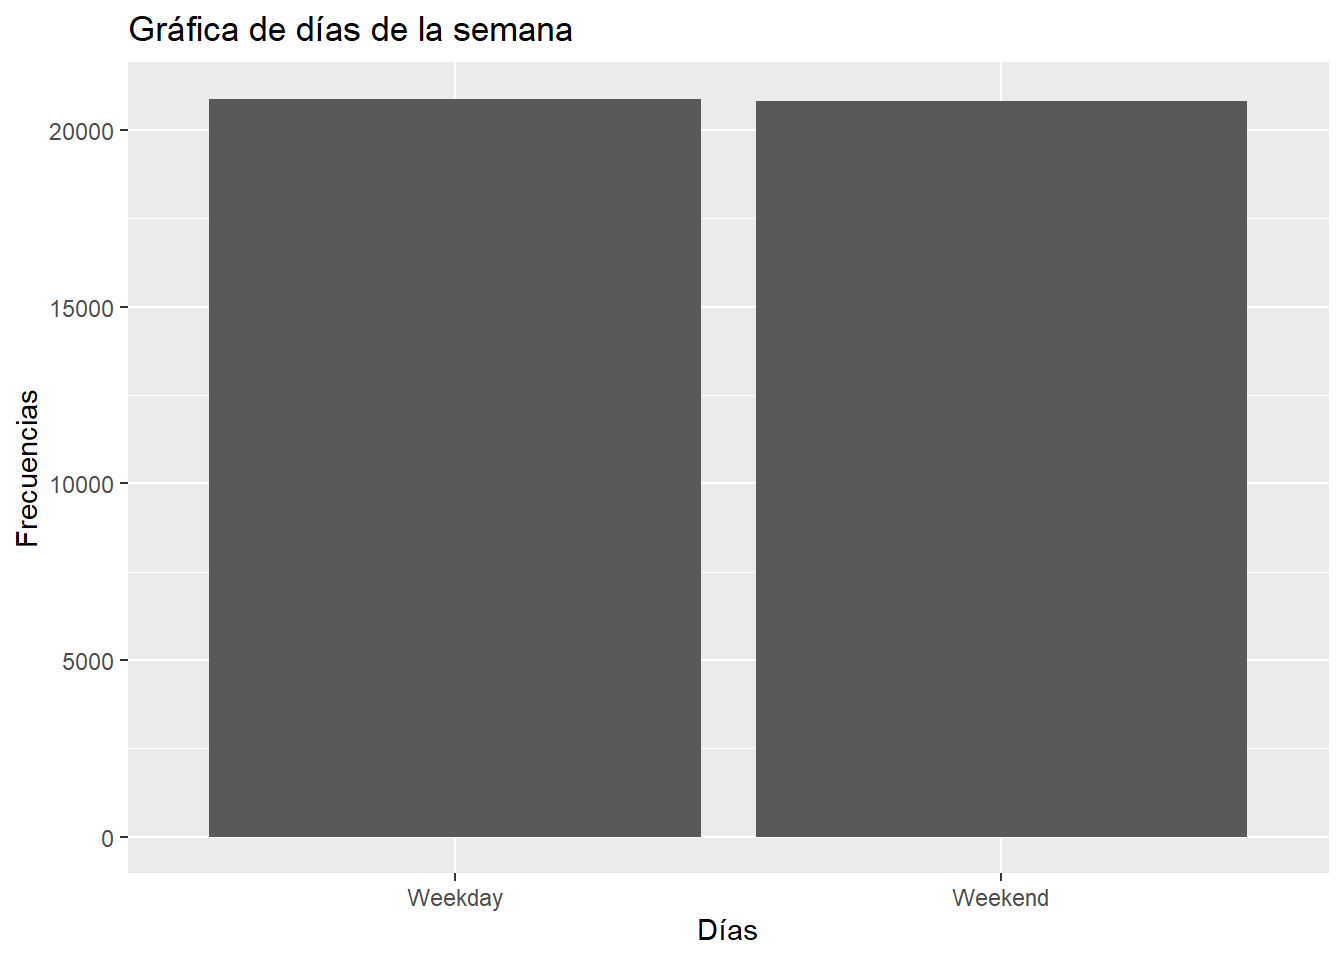 Gráfica de días de la semana
20000
15000
10000
5000
0
Frecuencias
Weekday
Weekend
Días